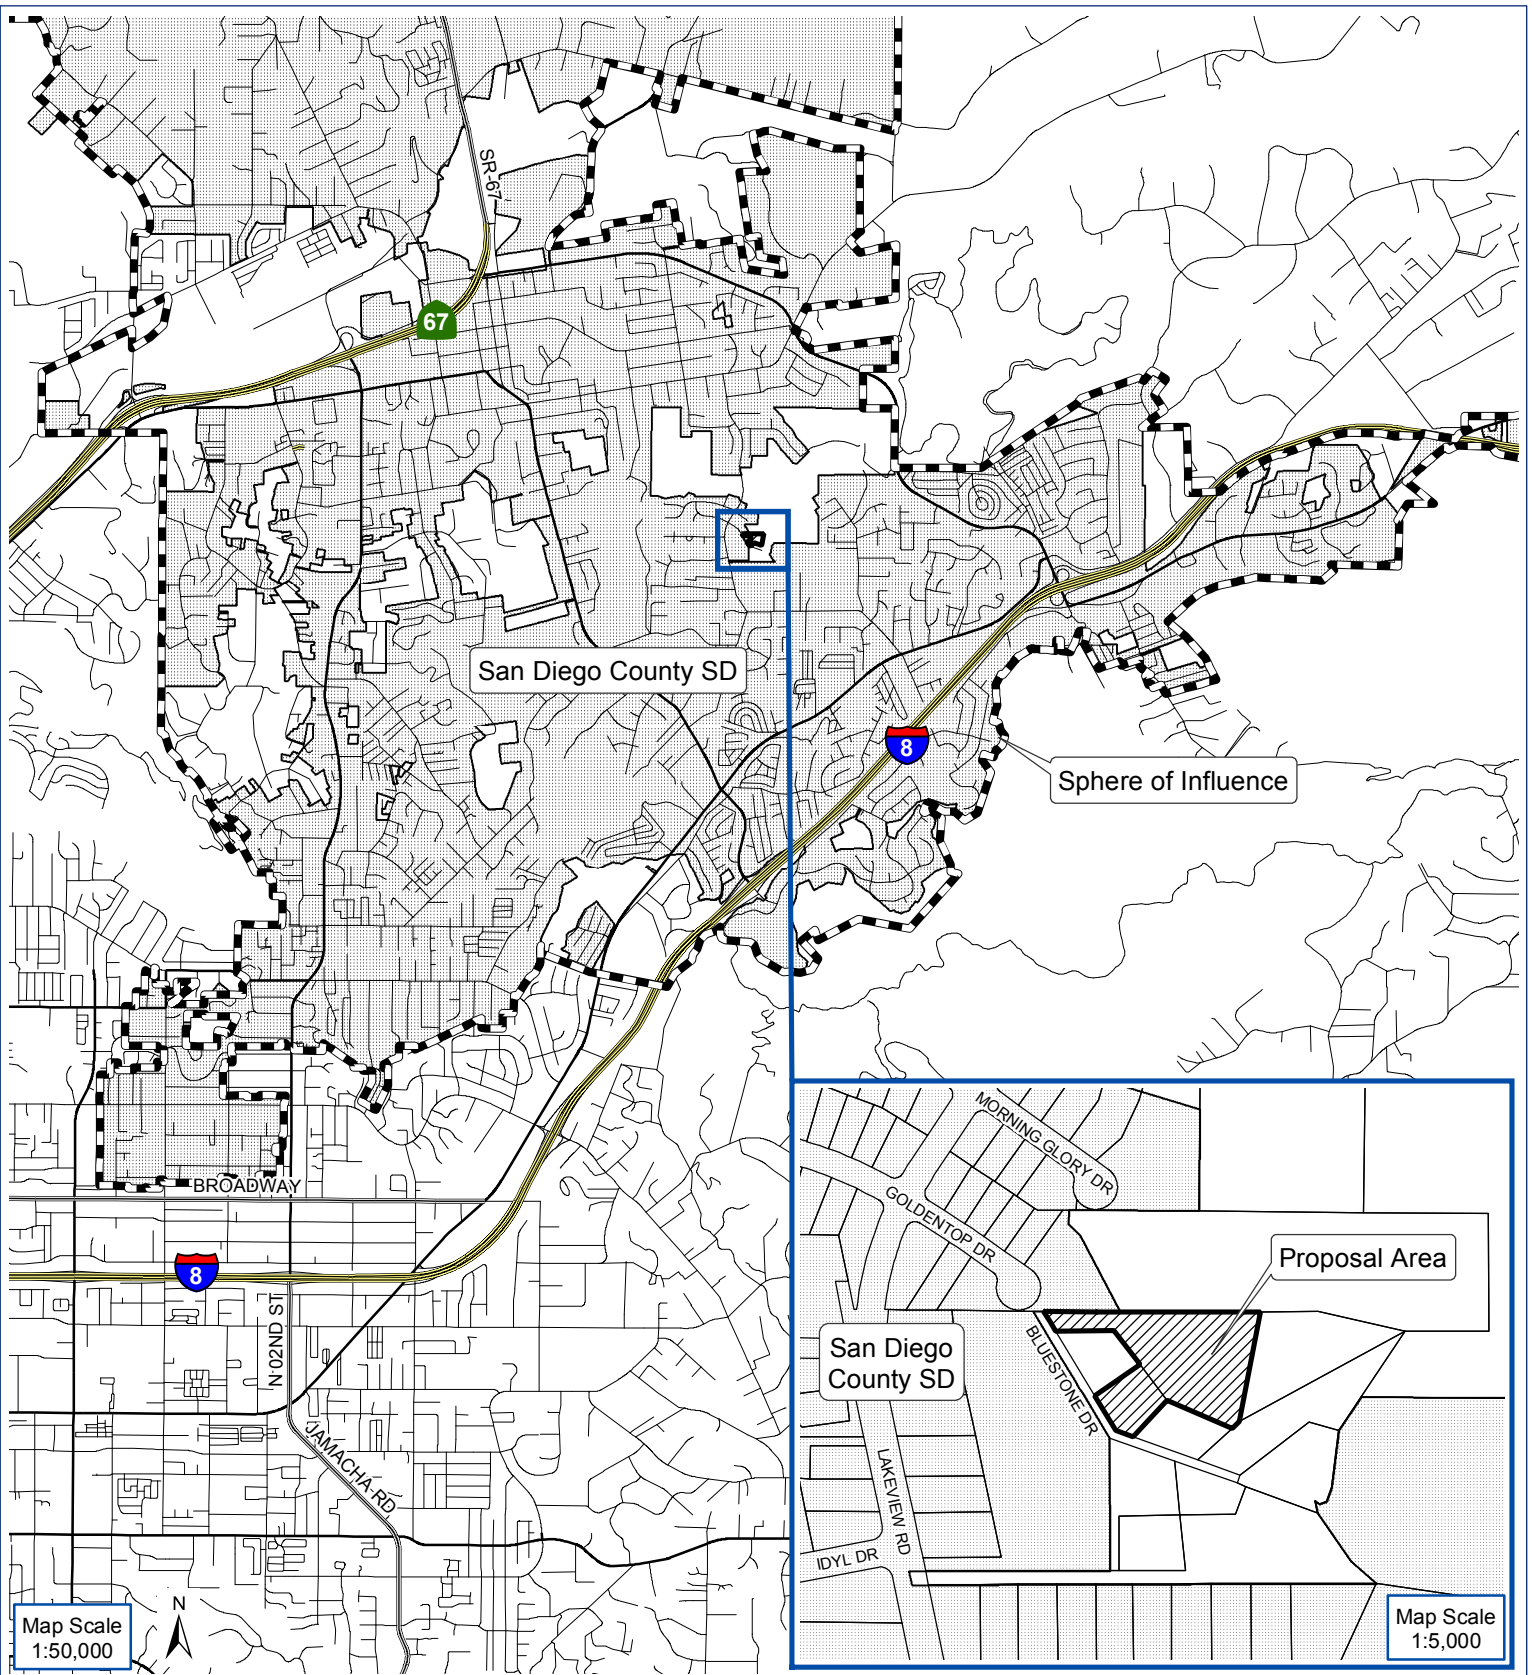 SR-67
67
San Diego County SD
8
Sphere of Influence
BROADWAY
8
N 02ND ST
JAMACHA RD
N
Map Scale
1:50,000
MORNING GLORY DR
GOLDENTOP DR
Proposal Area
San Diego
County SD
BLUESTONE DR
LAKEVIEW RD
IDYL DR
Map Scale
1:5,000